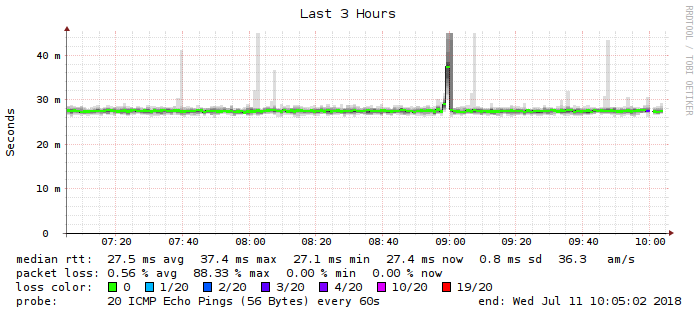 Last 3 Hours
RRDTOOL / TOBI OETIKER
Seconds
40 m
30 m
20 m
10 m
0
07:20 07:40 08:00 08:20 08:40 09:00 09:20 09:40 10:00
median rtt: 27.5 ms avg 37.4 ms max 27.1 ms min 27.4 ms now 0.8 ms sd 36.3 am/s
packet loss: 0.56 % avg 88.33 % max 0.00 % min 0.00 % now
loss color: 0 1/20 2/20 3/20 4/20 10/20 19/20
probe: 20 ICMP Echo Pings (56 Bytes) every 60s end: Wed Jul 11 10:05:02 2018